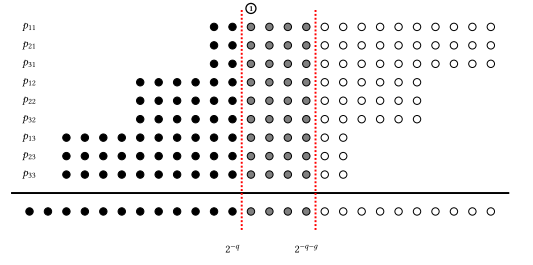 ①
p₁₁
p₂₁
p₃₁
p₁₂
p₂₂
p₃₂
p₁₃
p₂₃
p₃₃
2⁻q 2⁻q⁻g